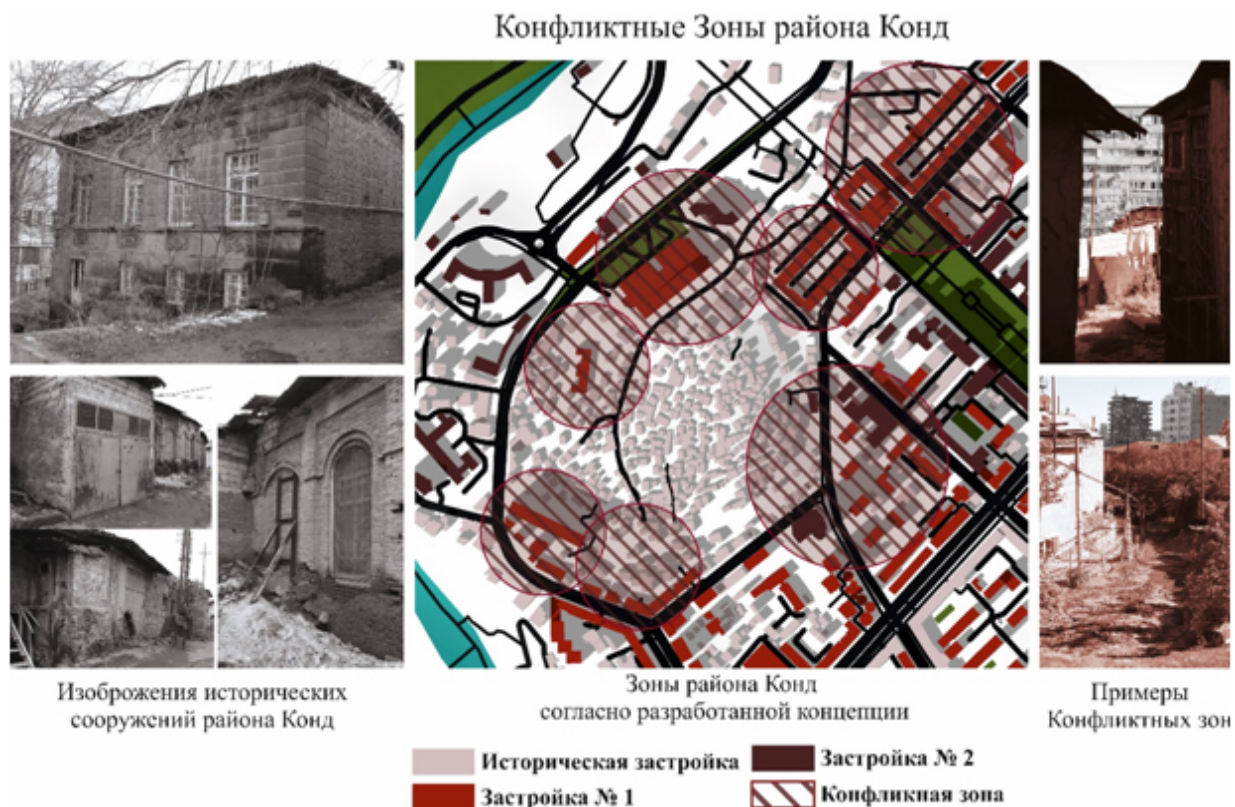 Конфликтные Зоны района Конд
Изоброжения исторических
сооружений района Конд
Зоны района Конд
согласно разработанной концепции
Примеры
Конфликтных зон
Историческая застройка
Застройка № 1
Застройка № 2
Конфликная зона